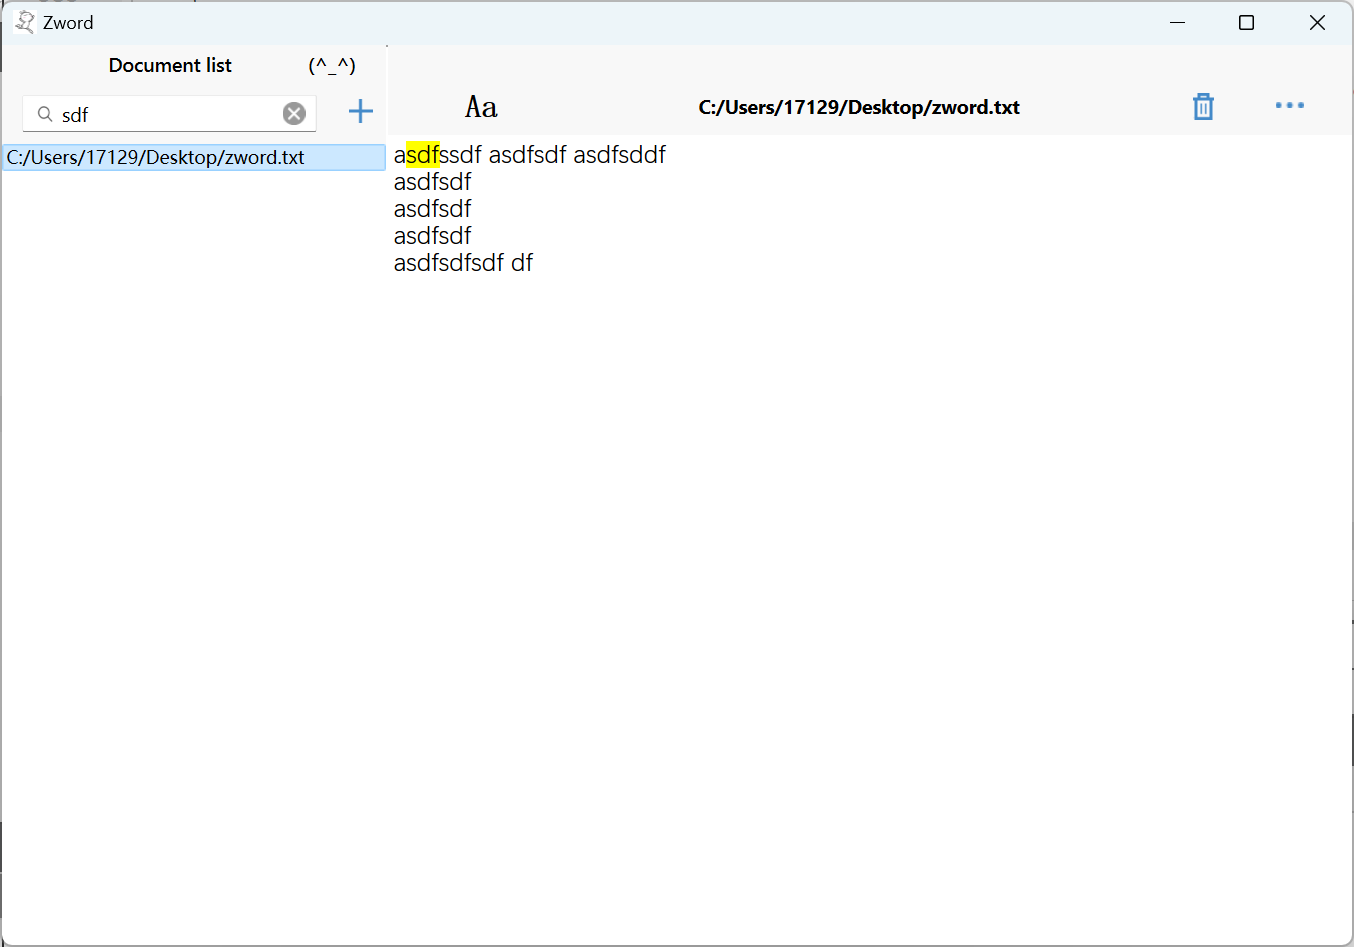 Zword
Document list (^_^)
sdf
C:/Users/17129/Desktop/zword.txt
Aa C:/Users/17129/Desktop/zword.txt
asdfssdf asdfsdf asdfsddf
asdfsdf
asdfsdf
asdfsdf
asdfsdfsdf df